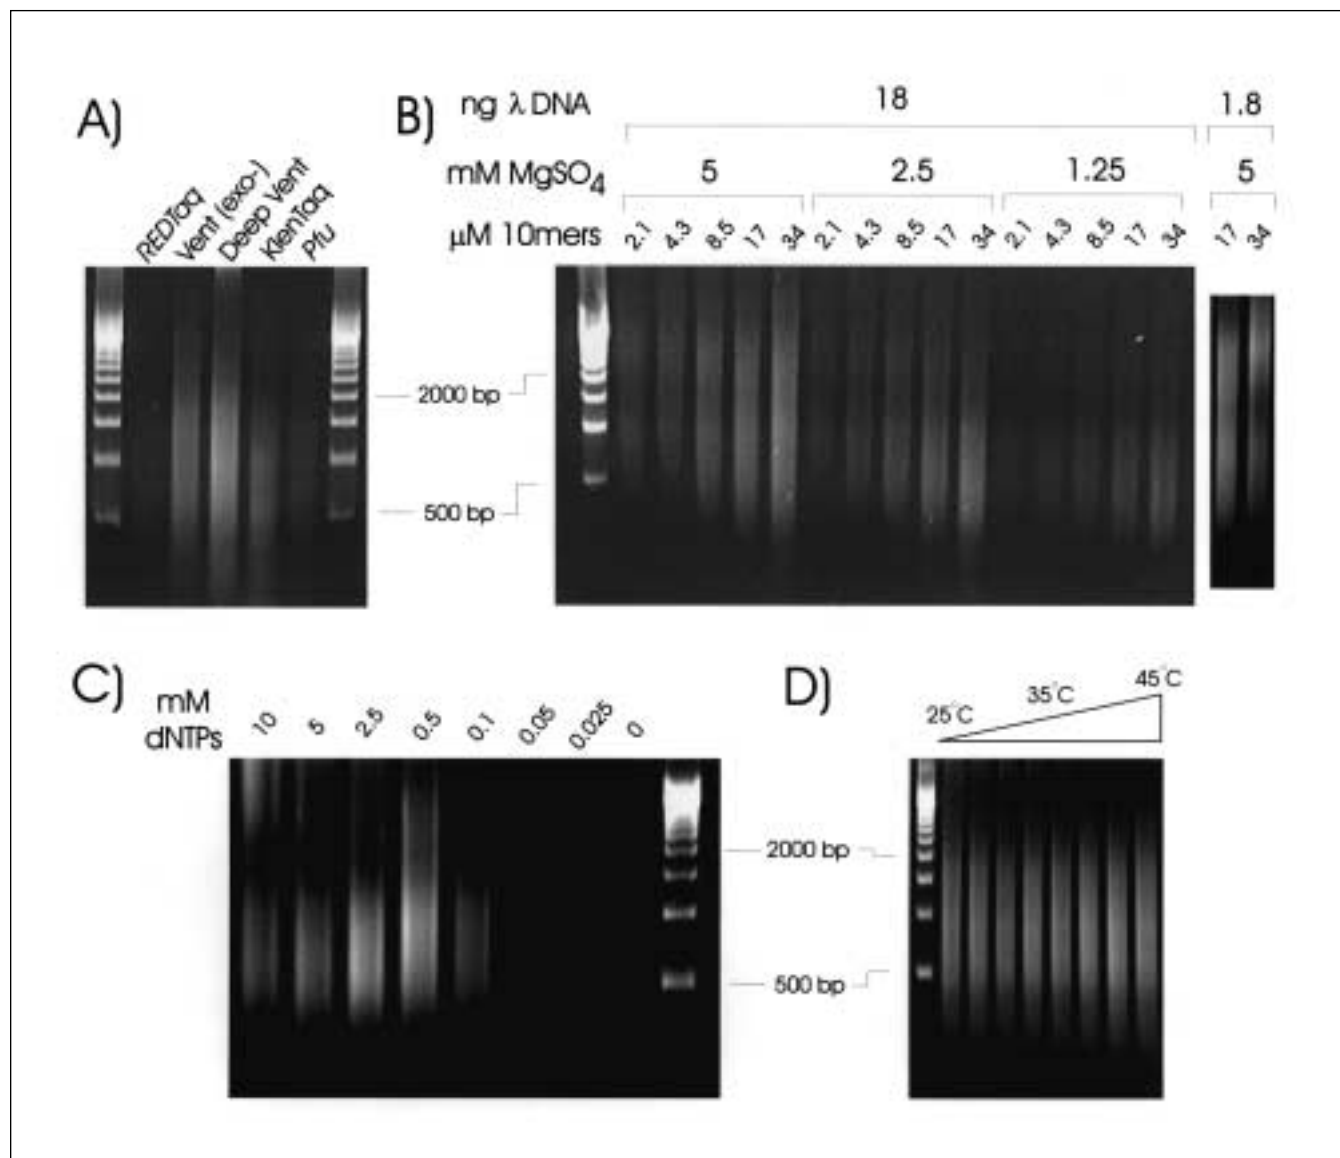 A)
REDTaq
Vent (exo-)
Deep Vent
KlenTaq
Pfu
B)
ng λ DNA 18 1.8
mM MgSO4 5 2.5 1.25 5
μM 10mers 2.1 4.3 8.5 17 34 2.1 4.3 8.5 17 34 2.1 4.3 8.5 17 34 17 34
2000 bp
500 bp
C)
mM
dNTPs 10 5 2.5 0.5 0.1 0.05 0.025 0
D)
25°C 35°C 45°C
2000 bp
500 bp